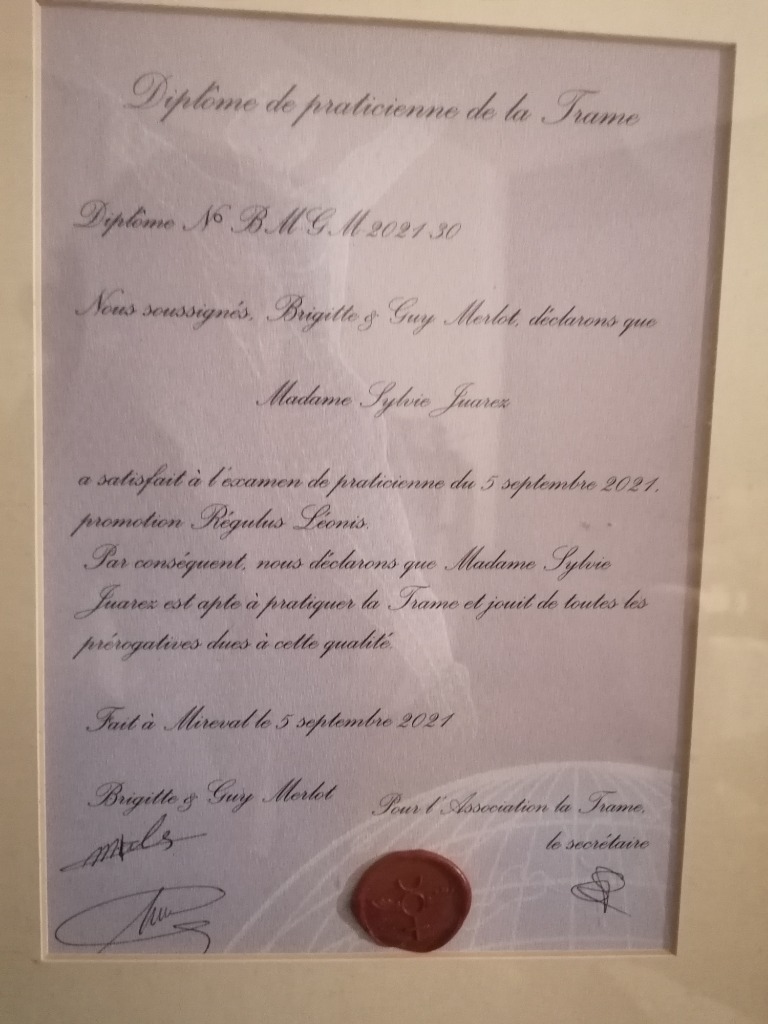 Diplôme de praticienne de la Trame
Diplôme No BMGM 2021 30
Nous soussignés, Brigitte & Guy Merlot, déclarons que
Madame Sylvie Juarez
a satisfait à l'examen de praticienne du 5 septembre 2021,
promotion Régulus Léonis.
Par conséquent, nous déclarons que Madame Sylvie
Juarez est apte à pratiquer la Trame et jouit de toutes les
prérogatives dues à cette qualité.
Fait à Mireval le 5 septembre 2021
Brigitte & Guy Merlot
Pour l'Association la Trame,
le secrétaire